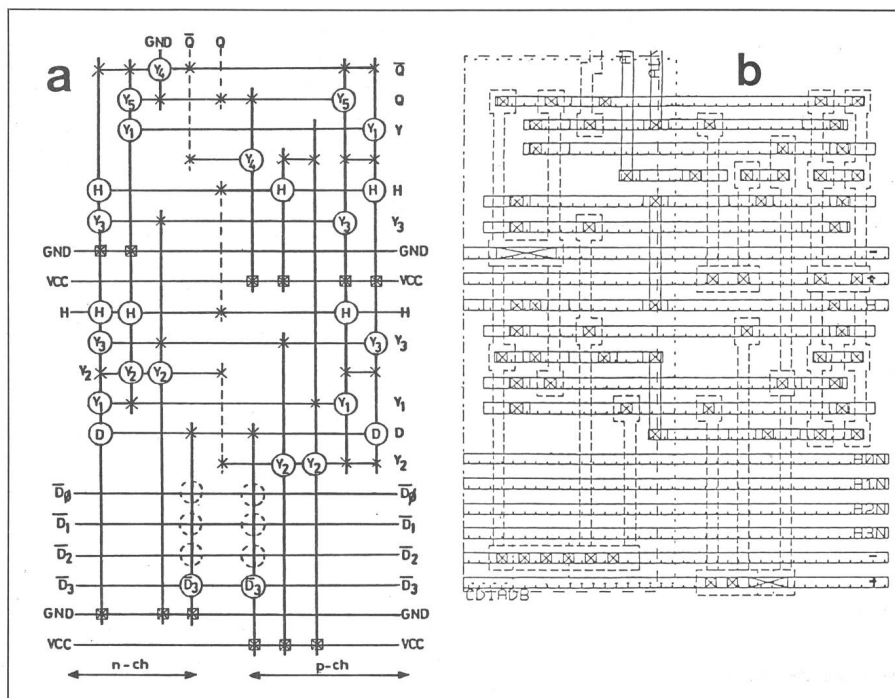 a
b
GND Q̅ Q
Y4 Q̅
Y5 Y5 Q
Y1 Y1 Y
Y4
H H H H
Y3 Y3 Y3
GND GND
VCC VCC
H H H H H
Y3 Y3 Y3
Y2 Y2 Y2
Y1 Y1 Y1
D D D
Y2 Y2 Y2
D̅0 D̅0
D̅1 D̅1
D̅2 D̅2
D̅3 D̅3 D̅3 D̅3
GND GND
VCC VCC
n-ch p-ch
-
+
H
H0N
H1N
H2N
H3N
-
+
CDIADB